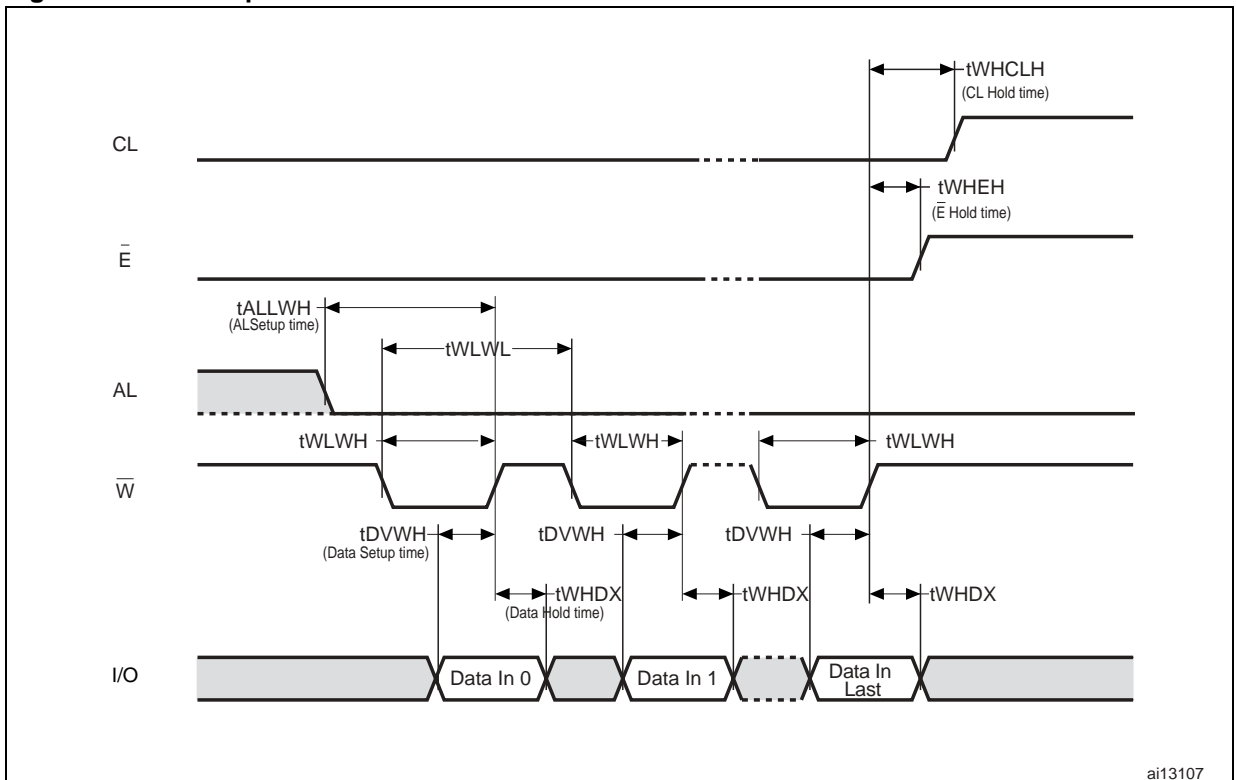 tWHCLH
(CL Hold time)
CL
tWHEH
(E̅ Hold time)
E̅
tALLWH
(ALSetup time)
tWLWL
AL
tWLWH
tWLWH
tWLWH
W̅
tDVWH
(Data Setup time)
tDVWH
tDVWH
tWHDX
(Data Hold time)
tWHDX
tWHDX
I/O
Data In 0
Data In 1
Data In
Last
ai13107